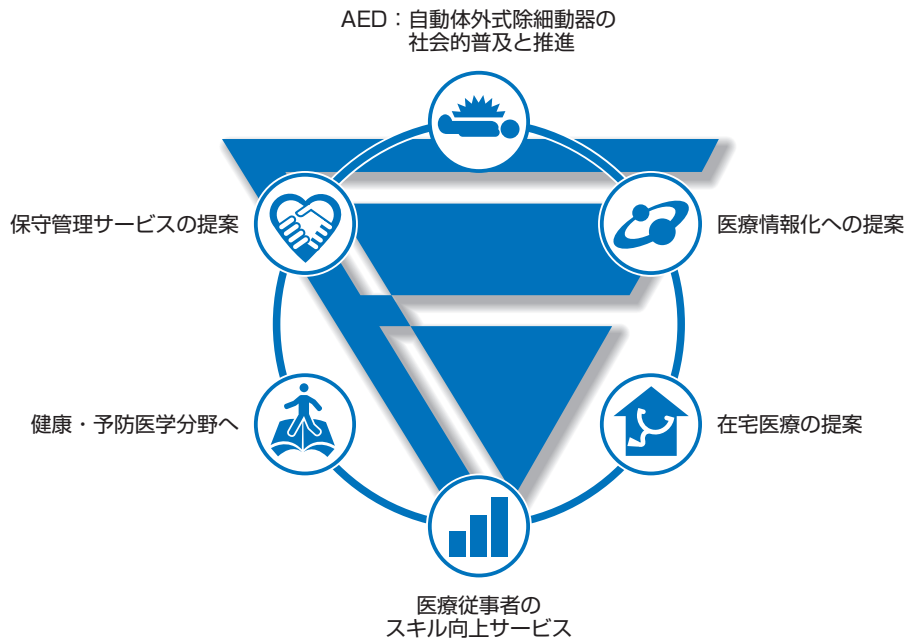 AED：自動体外式除細動器の
社会的普及と推進
保守管理サービスの提案
医療情報化への提案
健康・予防医学分野へ
在宅医療の提案
医療従事者の
スキル向上サービス